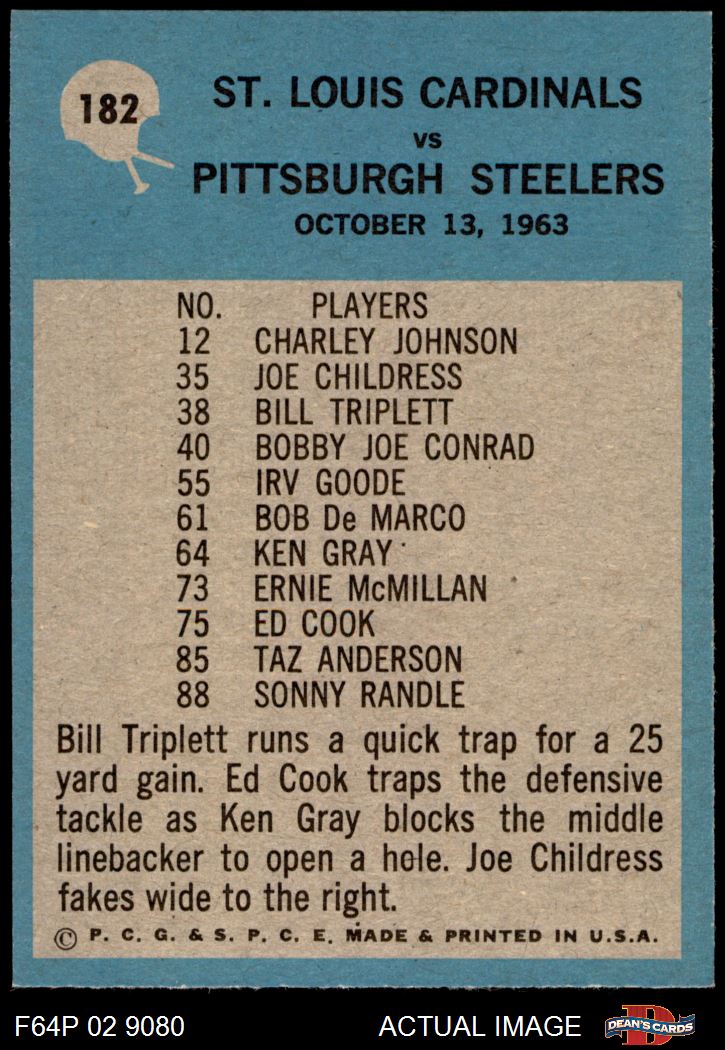 182
ST. LOUIS CARDINALS
vs
PITTSBURGH STEELERS
OCTOBER 13, 1963
NO. PLAYERS
12 CHARLEY JOHNSON
35 JOE CHILDRESS
38 BILL TRIPLETT
40 BOBBY JOE CONRAD
55 IRV GOODE
61 BOB De MARCO
64 KEN GRAY
73 ERNIE McMILLAN
75 ED COOK
85 TAZ ANDERSON
88 SONNY RANDLE
Bill Triplett runs a quick trap for a 25
yard gain. Ed Cook traps the defensive
tackle as Ken Gray blocks the middle
linebacker to open a hole. Joe Childress
fakes wide to the right.
© P. C. G. & S. P. C. E. MADE & PRINTED IN U.S.A.
F64P 02 9080 ACTUAL IMAGE
D
DEAN'S CARDS